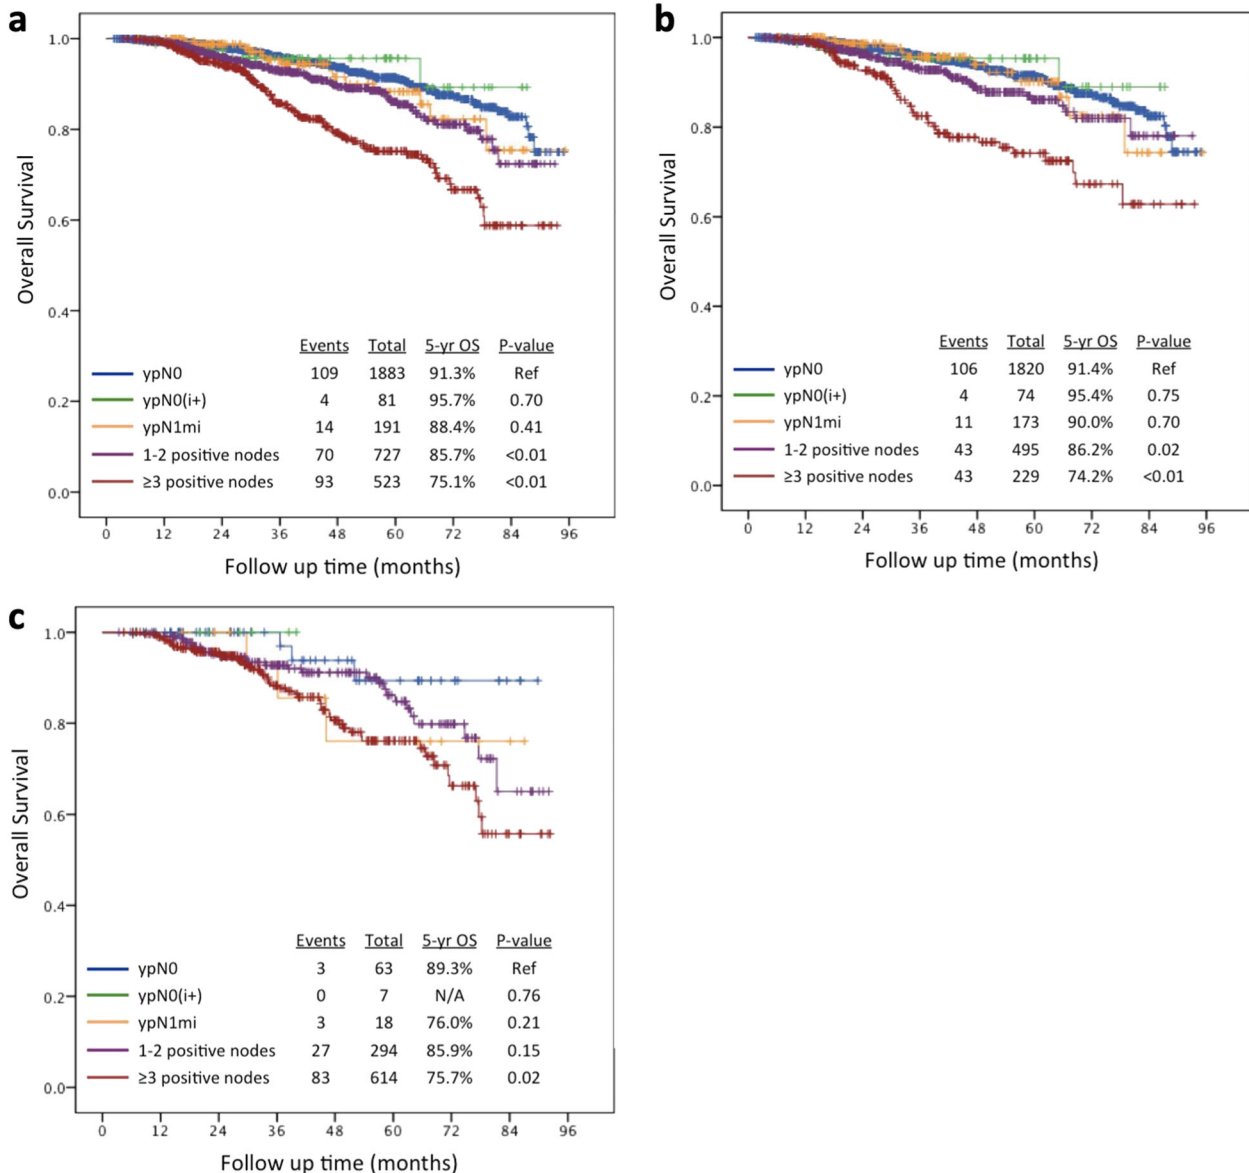 a
Overall Survival
1.0
0.8
0.6
0.4
0.2
0.0
Events Total 5-yr OS P-value
ypN0 109 1883 91.3% Ref
ypN0(i+) 4 81 95.7% 0.70
ypN1mi 14 191 88.4% 0.41
1-2 positive nodes 70 727 85.7% <0.01
≥3 positive nodes 93 523 75.1% <0.01
0 12 24 36 48 60 72 84 96
Follow up time (months)
b
Overall Survival
1.0
0.8
0.6
0.4
0.2
0.0
Events Total 5-yr OS P-value
ypN0 106 1820 91.4% Ref
ypN0(i+) 4 74 95.4% 0.75
ypN1mi 11 173 90.0% 0.70
1-2 positive nodes 43 495 86.2% 0.02
≥3 positive nodes 43 229 74.2% <0.01
0 12 24 36 48 60 72 84 96
Follow up time (months)
c
Overall Survival
1.0
0.8
0.6
0.4
0.2
0.0
Events Total 5-yr OS P-value
ypN0 3 63 89.3% Ref
ypN0(i+) 0 7 N/A 0.76
ypN1mi 3 18 76.0% 0.21
1-2 positive nodes 27 294 85.9% 0.15
≥3 positive nodes 83 614 75.7% 0.02
0 12 24 36 48 60 72 84 96
Follow up time (months)